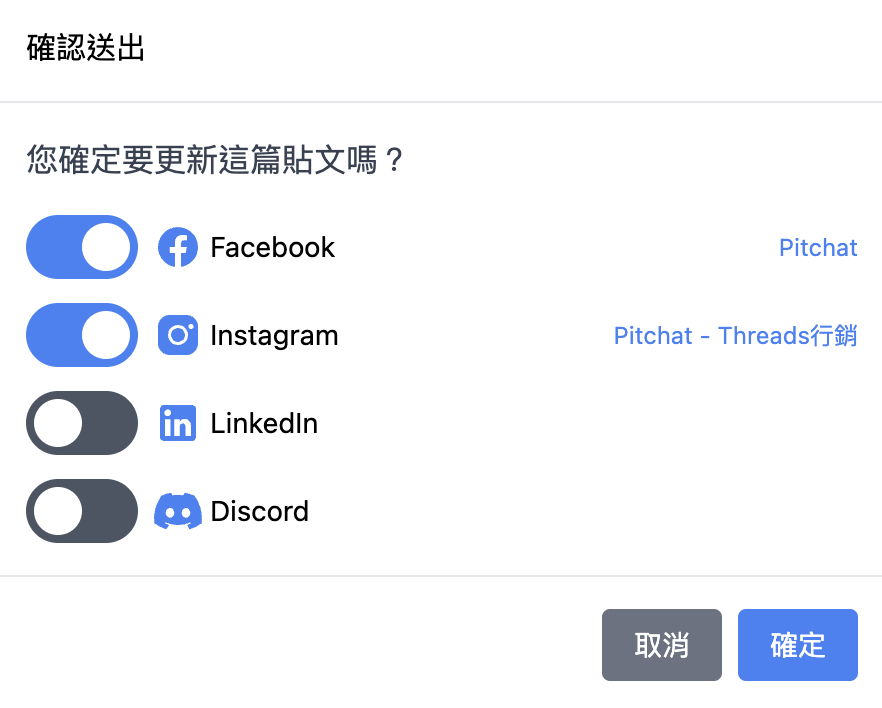 確認送出
您確定要更新這篇貼文嗎？
Facebook Pitchat
Instagram Pitchat - Threads行銷
LinkedIn
Discord
取消 確定